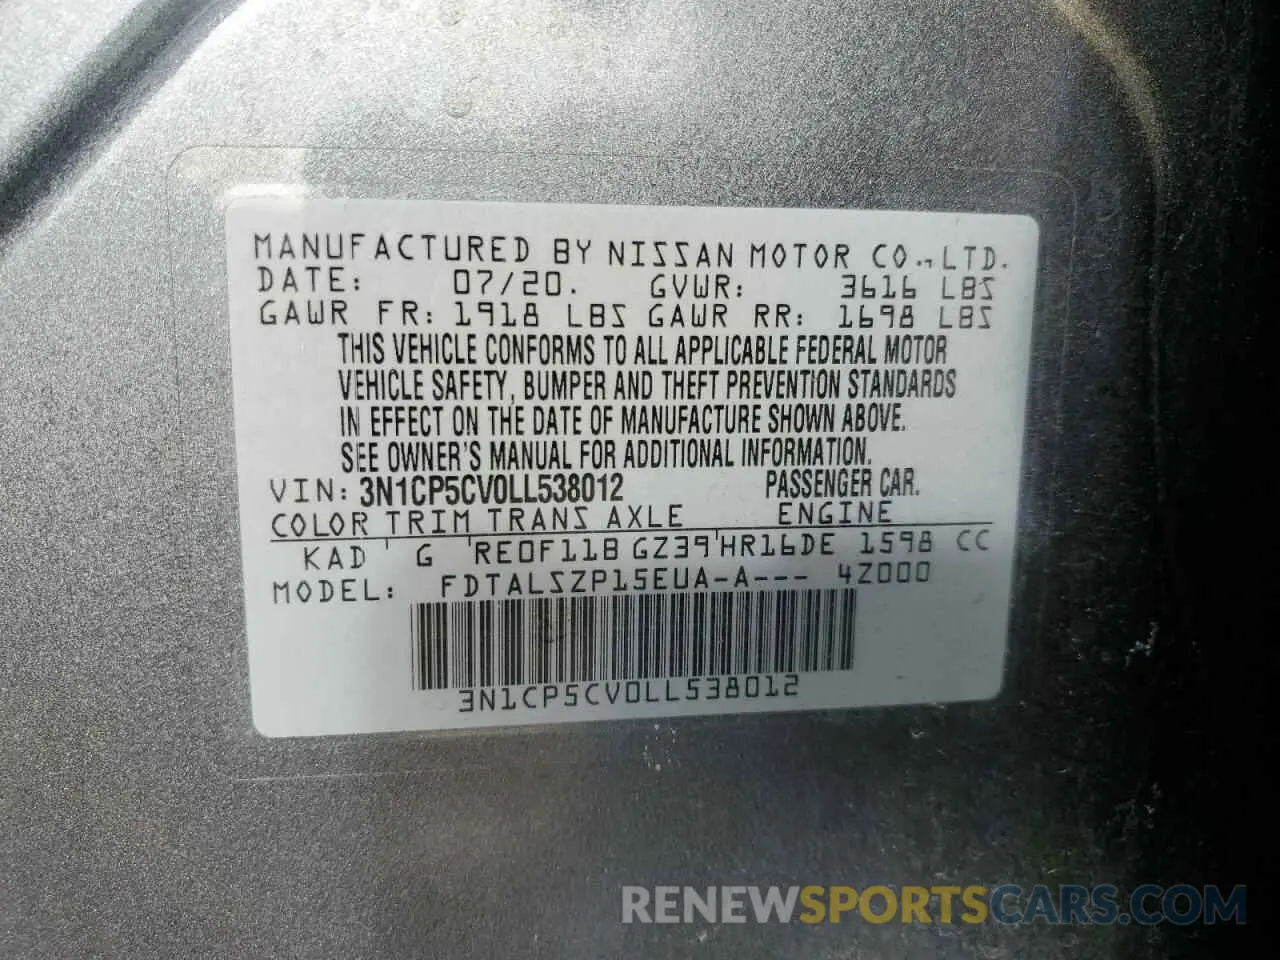 MANUFACTURED BY NISSAN MOTOR CO., LTD.
DATE: 07/20. GVWR: 3616 LBS
GAWR FR: 1918 LBS GAWR RR: 1698 LBS
THIS VEHICLE CONFORMS TO ALL APPLICABLE FEDERAL MOTOR
VEHICLE SAFETY, BUMPER AND THEFT PREVENTION STANDARDS
IN EFFECT ON THE DATE OF MANUFACTURE SHOWN ABOVE.
SEE OWNER'S MANUAL FOR ADDITIONAL INFORMATION.
VIN: 3N1CP5CV0LL538012 PASSENGER CAR.
COLOR TRIM TRANS AXLE ENGINE
KAD ' G 'RE0F11B GZ39'HR16DE 1598 CC
MODEL: FDTALSZP15EUA-A--- 4Z000
3N1CP5CV0LL538012
RENEWSPORTSCARS.COM